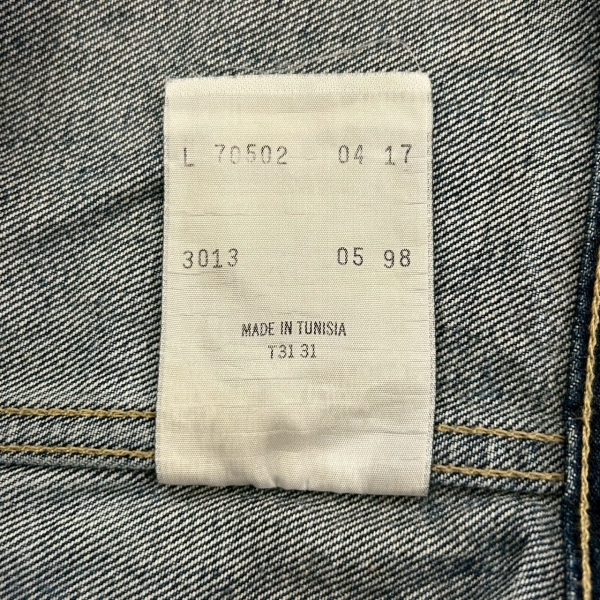 L 70502 04 17
3013 05 98
MADE IN TUNISIA
T31 31